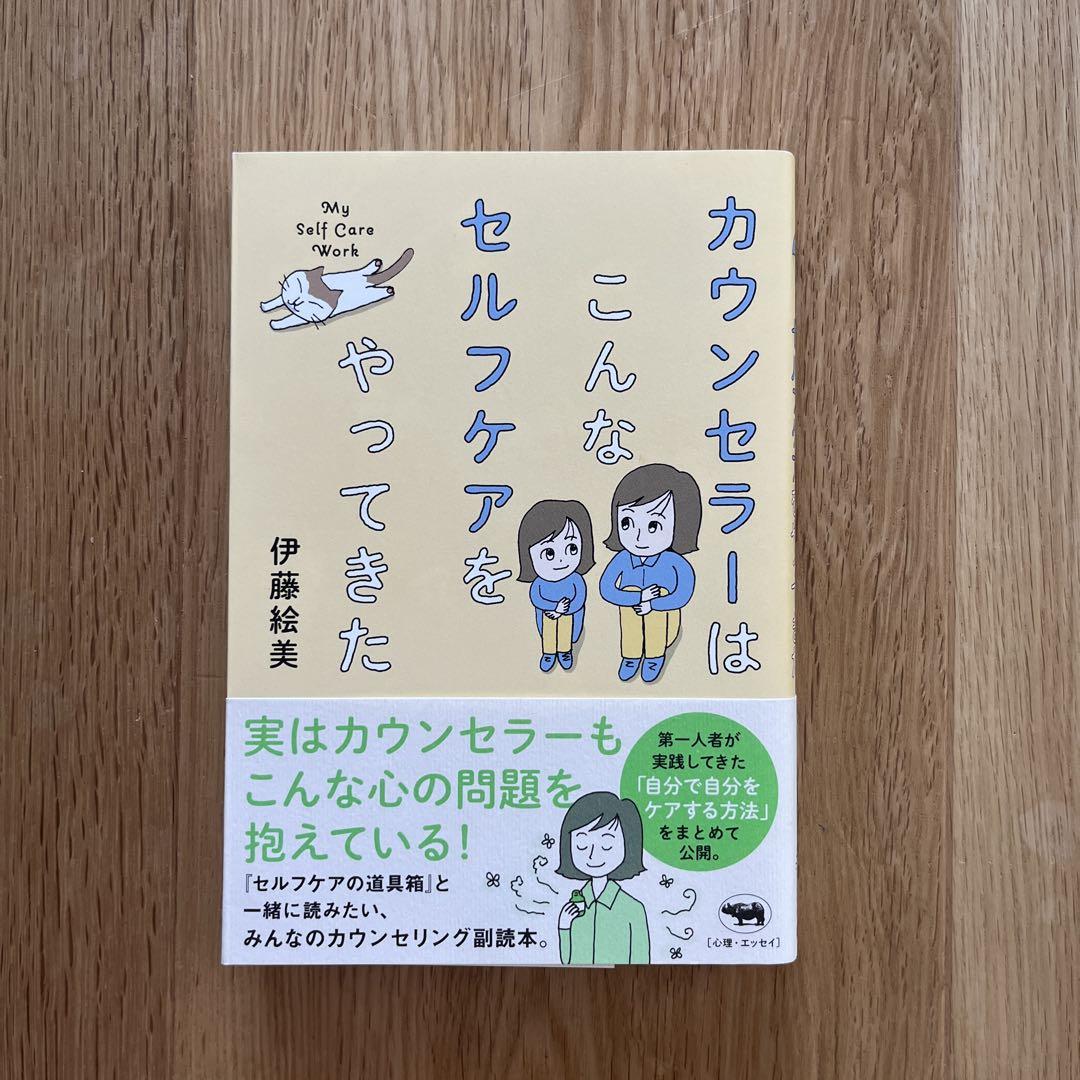 カウンセラーは
こんな
セルフケアを
やってきた
My
Self Care
Work
伊藤絵美
実はカウンセラーも
こんな心の問題を
抱えている!
『セルフケアの道具箱』と
一緒に読みたい、
みんなのカウンセリング副読本。
第一人者が
実践してきた
「自分で自分を
ケアする方法」
をまとめて
公開。
[心理・エッセイ]